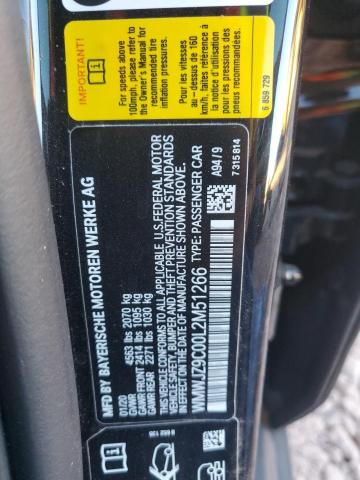 IMPORTANT!
For speeds above
100mph, please refer to
the Owner's Manual for
recommended tire
inflation pressures.
Pour les vitesses
au - dessus de 160
km/h, faites référence à
la notice d'utilisation
pour les pressions des
pneus recommandées.
6 859 729
MFD BY BAYERISCHE MOTOREN WERKE AG
01/20
GVWR 4563 lbs 2070 kg
GAWR/FRONT 2414 lbs 1095 kg
GAWR/REAR 2271 lbs 1030 kg
THIS VEHICLE CONFORMS TO ALL APPLICABLE U.S.FEDERAL MOTOR
VEHICLE SAFETY, BUMPER AND THEFT PREVENTION STANDARDS
IN EFFECT ON THE DATE OF MANUFACTURE SHOWN ABOVE.
WMWJZ9C00L2M51266 TYPE: PASSENGER CAR
A94 / 9
7 315 814